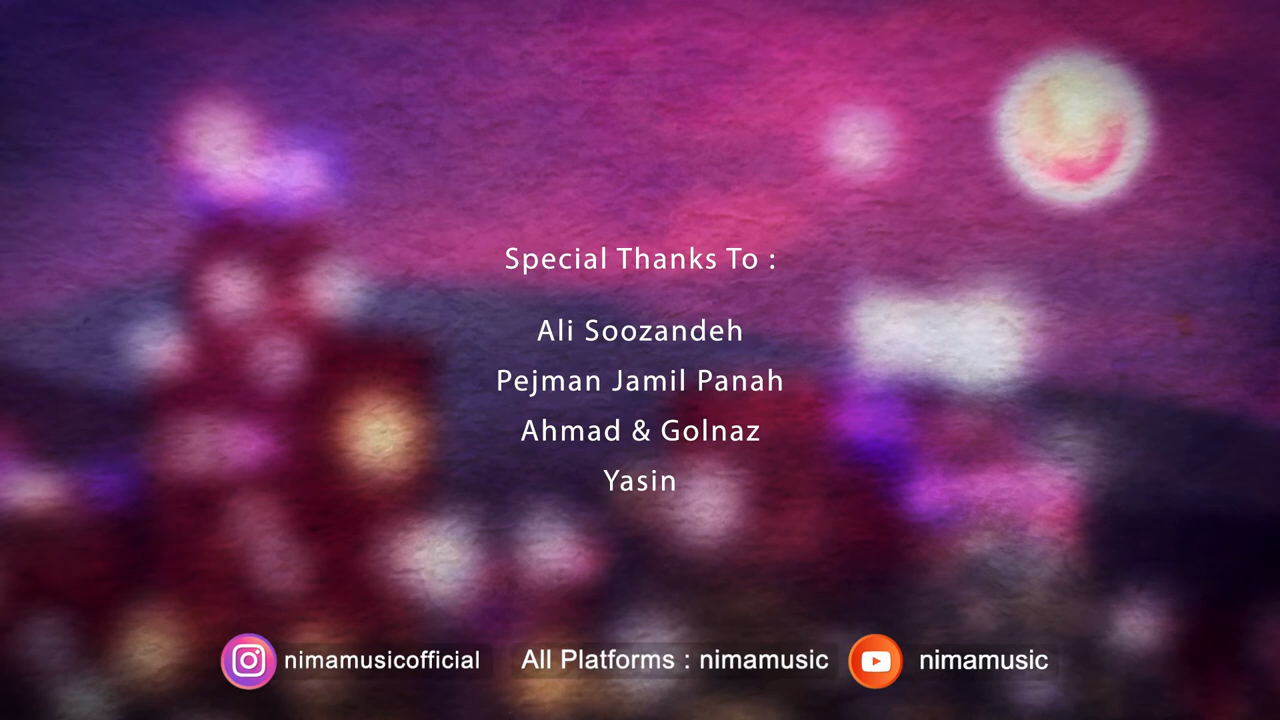 Special Thanks To :
Ali Soozandeh
Pejman Jamil Panah
Ahmad & Golnaz
Yasin
nimamusicofficial All Platforms : nimamusic nimamusic